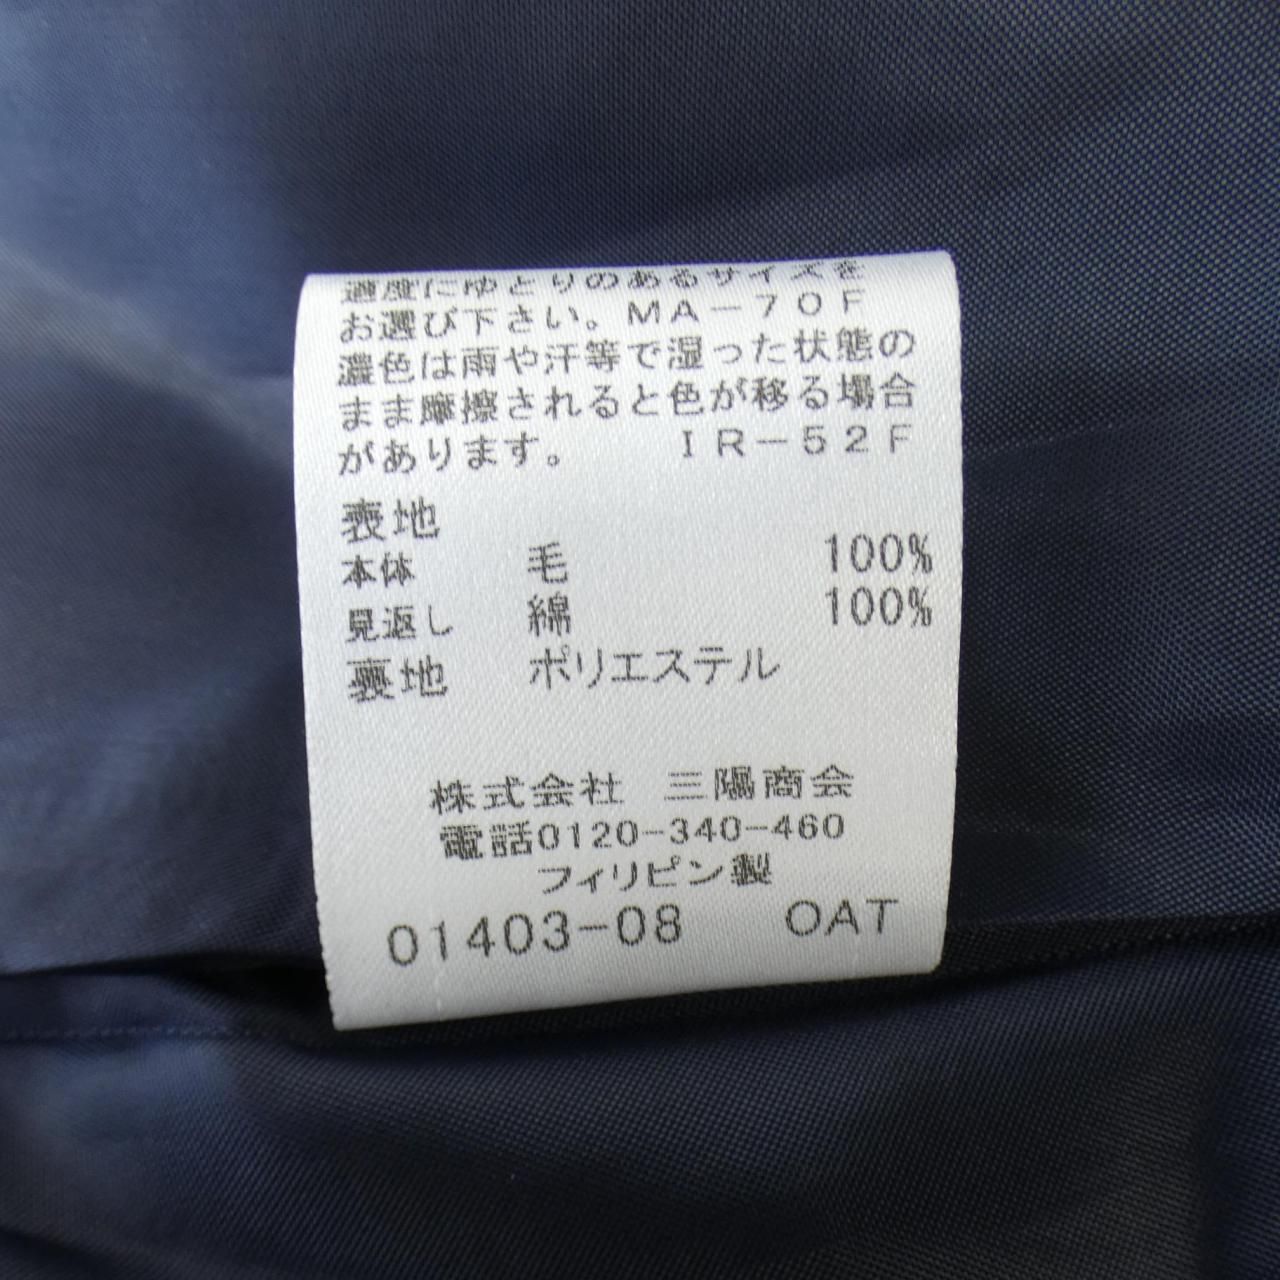 適度にゆとりのあるサイズを
お選び下さい。MA－70F
濃色は雨や汗等で湿った状態の
まま摩擦されると色が移る場合
があります。 IR－52F
表地
本体 毛 100%
見返し 綿 100%
裏地 ポリエステル
株式会社 三陽商会
電話0120-340-460
フィリピン製
01403-08 OAT